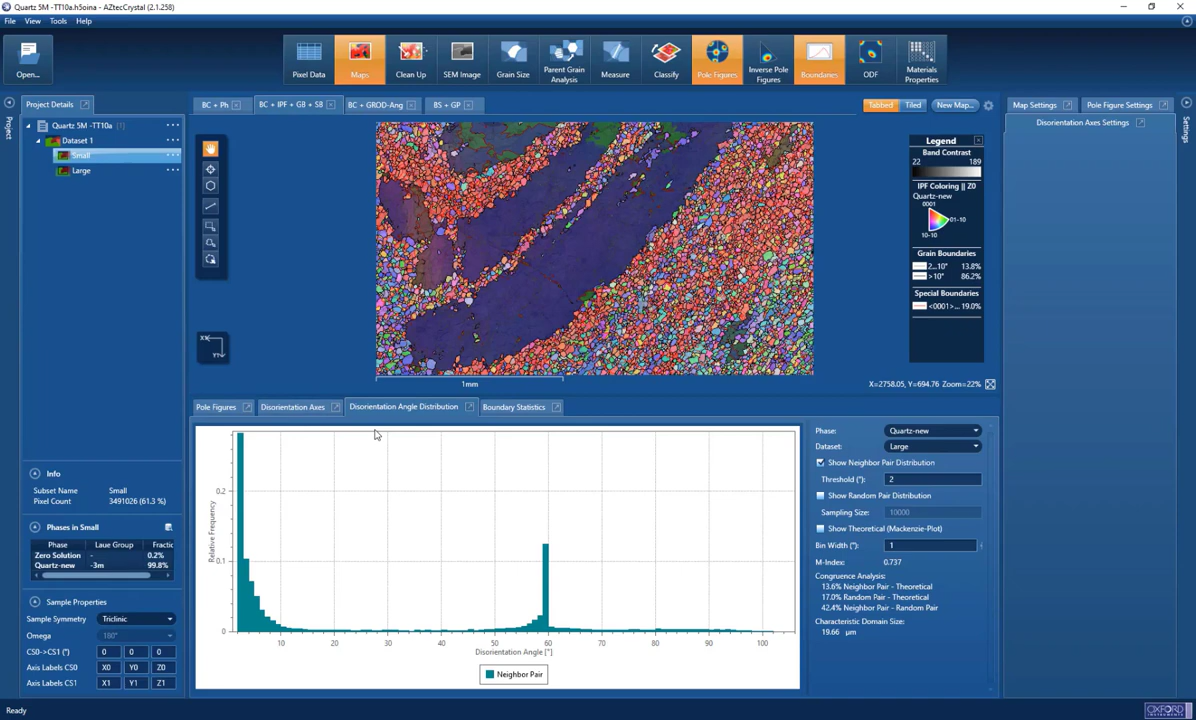 Quartz 5M -TT10a.h5oina - AZtecCrystal (2.1.258)
File View Tools Help
Open...
Pixel Data
Maps
Clean Up
SEM Image
Grain Size
Parent Grain
Analysis
Measure
Classify
Pole Figures
Inverse Pole
Figures
Boundaries
ODF
Materials
Properties
Project
Project Details
BC + Ph
BC + IPF + GB + SB
BC + GROD-Ang
BS + GP
Tabbed Tiled New Map...
Map Settings
Pole Figure Settings
Disorientation Axes Settings
Settings
Quartz 5M -TT10a (1)
Dataset 1
Small
Large
Legend
Band Contrast
22 189
IPF Coloring || Z0
Quartz-new
0001
01-10
10-10
Grain Boundaries
2...10° 13.8%
>10° 86.2%
Special Boundaries
<0001>... 19.0%
X
Y
1mm
X=2758.05, Y=694.76 Zoom=22%
Info
Subset Name Small
Pixel Count 3491026 (61.3 %)
Phases in Small
Phase Laue Group Fractic
Zero Solution - 0.2%
Quartz-new -3m 99.8%
Sample Properties
Sample Symmetry Triclinic
Omega 180°
CS0->CS1 (°) 0 0 0
Axis Labels CS0 X0 Y0 Z0
Axis Labels CS1 X1 Y1 Z1
Pole Figures
Disorientation Axes
Disorientation Angle Distribution
Boundary Statistics
Relative Frequency
0.2
0.1
0
10 20 30 40 50 60 70 80 90 100
Disorientation Angle [°]
Neighbor Pair
Phase: Quartz-new
Dataset: Large
Show Neighbor Pair Distribution
Threshold (°): 2
Show Random Pair Distribution
Sampling Size: 10000
Show Theoretical (Mackenzie-Plot)
Bin Width (°): 1
M-Index: 0.737
Congruence Analysis:
13.6% Neighbor Pair - Theoretical
17.0% Random Pair - Theoretical
42.4% Neighbor Pair - Random Pair
Characteristic Domain Size:
19.66 μm
Ready
OXFORD
INSTRUMENTS